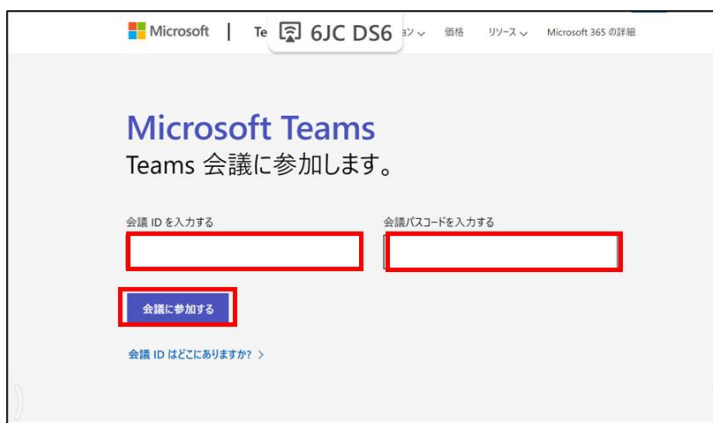 Microsoft | Te 6JC DS6 ョン 価格 リソース Microsoft 365 の詳細
Microsoft Teams
Teams 会議に参加します。
会議 ID を入力する 会議パスコードを入力する
会議に参加する
会議 ID はどこにありますか? >